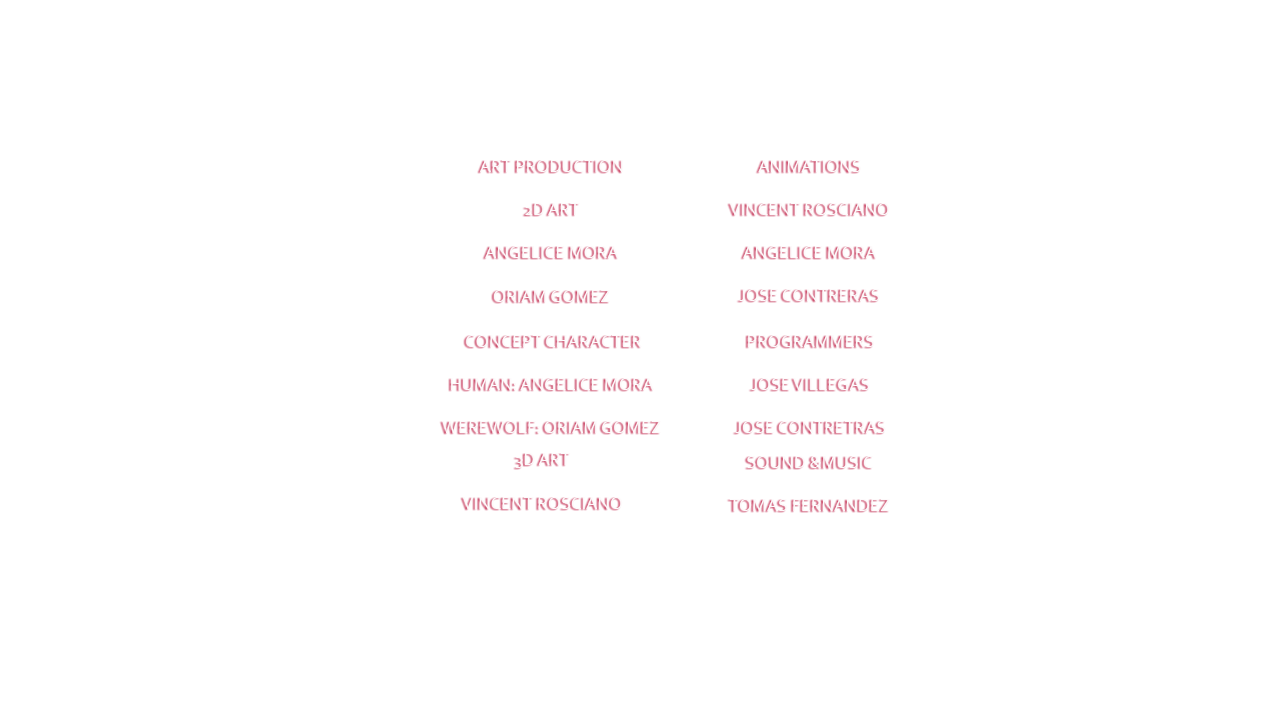 ART PRODUCTION
2D ART
ANGELICE MORA
ORIAM GOMEZ
CONCEPT CHARACTER
HUMAN: ANGELICE MORA
WEREWOLF: ORIAM GOMEZ
3D ART
VINCENT ROSCIANO
ANIMATIONS
VINCENT ROSCIANO
ANGELICE MORA
JOSE CONTRERAS
PROGRAMMERS
JOSE VILLEGAS
JOSE CONTRETRAS
SOUND &MUSIC
TOMAS FERNANDEZ